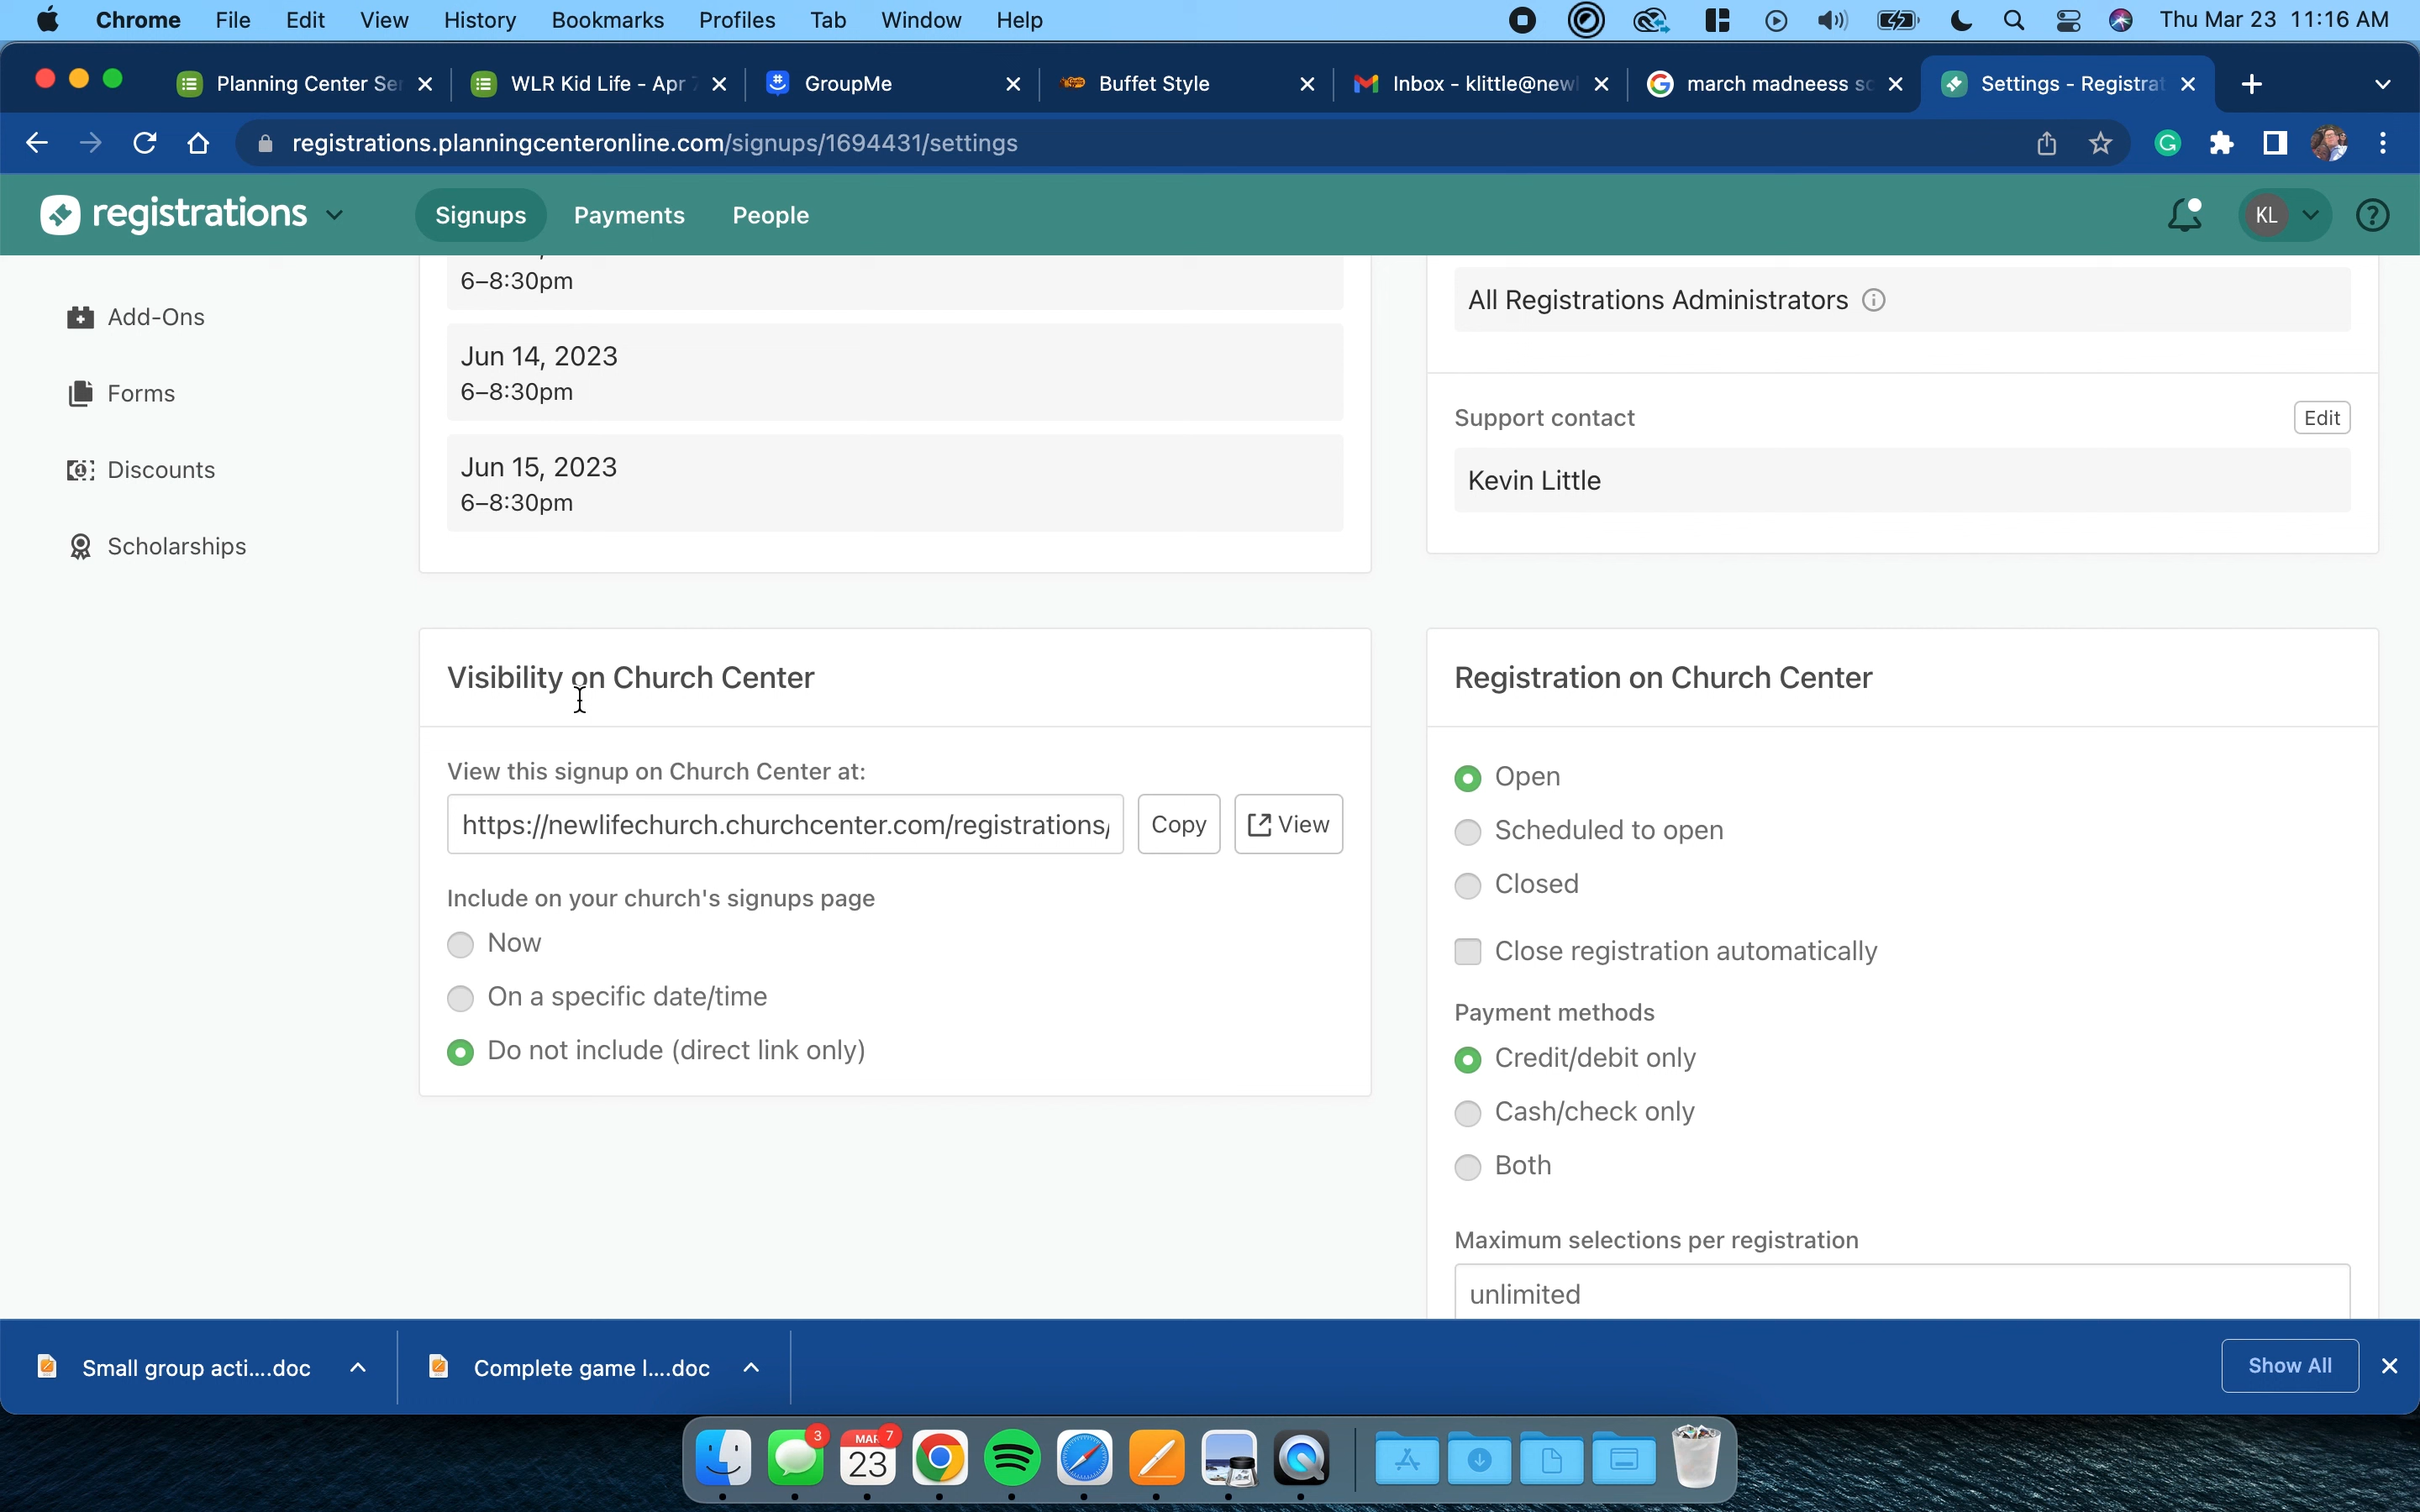 Chrome File Edit View History Bookmarks Profiles Tab Window Help Thu Mar 23 11:16 AM
Planning Center Ser WLR Kid Life - Apr 7 GroupMe Buffet Style Inbox - klittle@newl march madneess sc Settings - Registrat
registrations.planningcenteronline.com/signups/1694431/settings
registrations Signups Payments People KL
6–8:30pm
Add-Ons
Forms
Discounts
Scholarships
Jun 14, 2023
6–8:30pm
Jun 15, 2023
6–8:30pm
All Registrations Administrators
Support contact Edit
Kevin Little
Visibility on Church Center
View this signup on Church Center at:
https://newlifechurch.churchcenter.com/registrations/ Copy View
Include on your church's signups page
Now
On a specific date/time
Do not include (direct link only)
Registration on Church Center
Open
Scheduled to open
Closed
Close registration automatically
Payment methods
Credit/debit only
Cash/check only
Both
Maximum selections per registration
unlimited
Small group acti....doc Complete game l....doc Show All
3 MAR 7
23